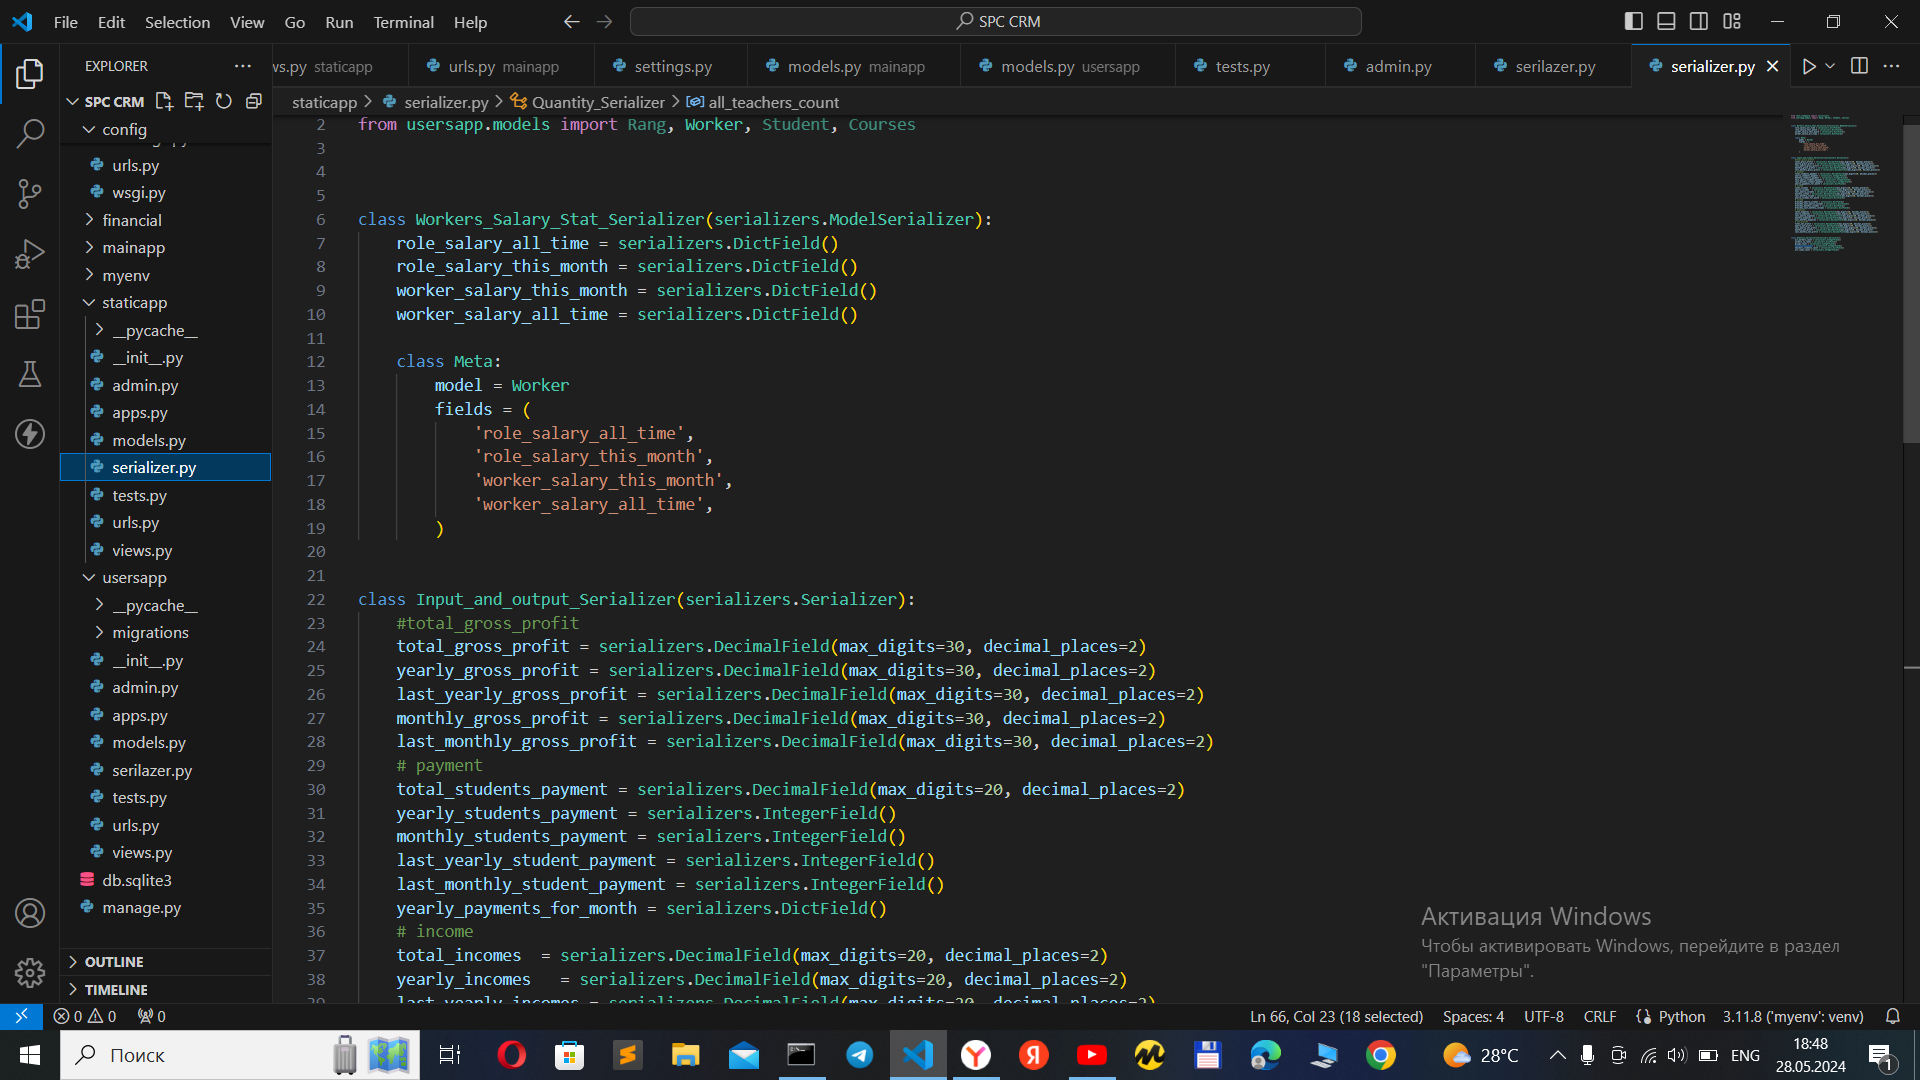 File Edit Selection View Go Run Terminal Help
SPC CRM
EXPLORER
ws.py staticapp
urls.py mainapp
settings.py
models.py mainapp
models.py usersapp
tests.py
admin.py
serilazer.py
serializer.py
staticapp > serializer.py > Quantity_Serializer > all_teachers_count
SPC CRM
config
urls.py
wsgi.py
financial
mainapp
myenv
staticapp
__pycache__
__init__.py
admin.py
apps.py
models.py
serializer.py
tests.py
urls.py
views.py
usersapp
__pycache__
migrations
__init__.py
admin.py
apps.py
models.py
serilazer.py
tests.py
urls.py
views.py
db.sqlite3
manage.py
OUTLINE
TIMELINE
2 from usersapp.models import Rang, Worker, Student, Courses
3
4
5
6 class Workers_Salary_Stat_Serializer(serializers.ModelSerializer):
7 role_salary_all_time = serializers.DictField()
8 role_salary_this_month = serializers.DictField()
9 worker_salary_this_month = serializers.DictField()
10 worker_salary_all_time = serializers.DictField()
11
12 class Meta:
13 model = Worker
14 fields = (
15 'role_salary_all_time',
16 'role_salary_this_month',
17 'worker_salary_this_month',
18 'worker_salary_all_time',
19 )
20
21
22 class Input_and_output_Serializer(serializers.Serializer):
23 #total_gross_profit
24 total_gross_profit = serializers.DecimalField(max_digits=30, decimal_places=2)
25 yearly_gross_profit = serializers.DecimalField(max_digits=30, decimal_places=2)
26 last_yearly_gross_profit = serializers.DecimalField(max_digits=30, decimal_places=2)
27 monthly_gross_profit = serializers.DecimalField(max_digits=30, decimal_places=2)
28 last_monthly_gross_profit = serializers.DecimalField(max_digits=30, decimal_places=2)
29 # payment
30 total_students_payment = serializers.DecimalField(max_digits=20, decimal_places=2)
31 yearly_students_payment = serializers.IntegerField()
32 monthly_students_payment = serializers.IntegerField()
33 last_yearly_student_payment = serializers.IntegerField()
34 last_monthly_student_payment = serializers.IntegerField()
35 yearly_payments_for_month = serializers.DictField()
36 # income
37 total_incomes  = serializers.DecimalField(max_digits=20, decimal_places=2)
38 yearly_incomes   = serializers.DecimalField(max_digits=20, decimal_places=2)
39 last_yearly_incomes = serializers.DecimalField(max_digits=20, decimal_places=2)
Активация Windows
Чтобы активировать Windows, перейдите в раздел
"Параметры".
0 0 0
Ln 66, Col 23 (18 selected) Spaces: 4 UTF-8 CRLF Python 3.11.8 ('myenv': venv)
Поиск
28°C
ENG
18:48
28.05.2024
1